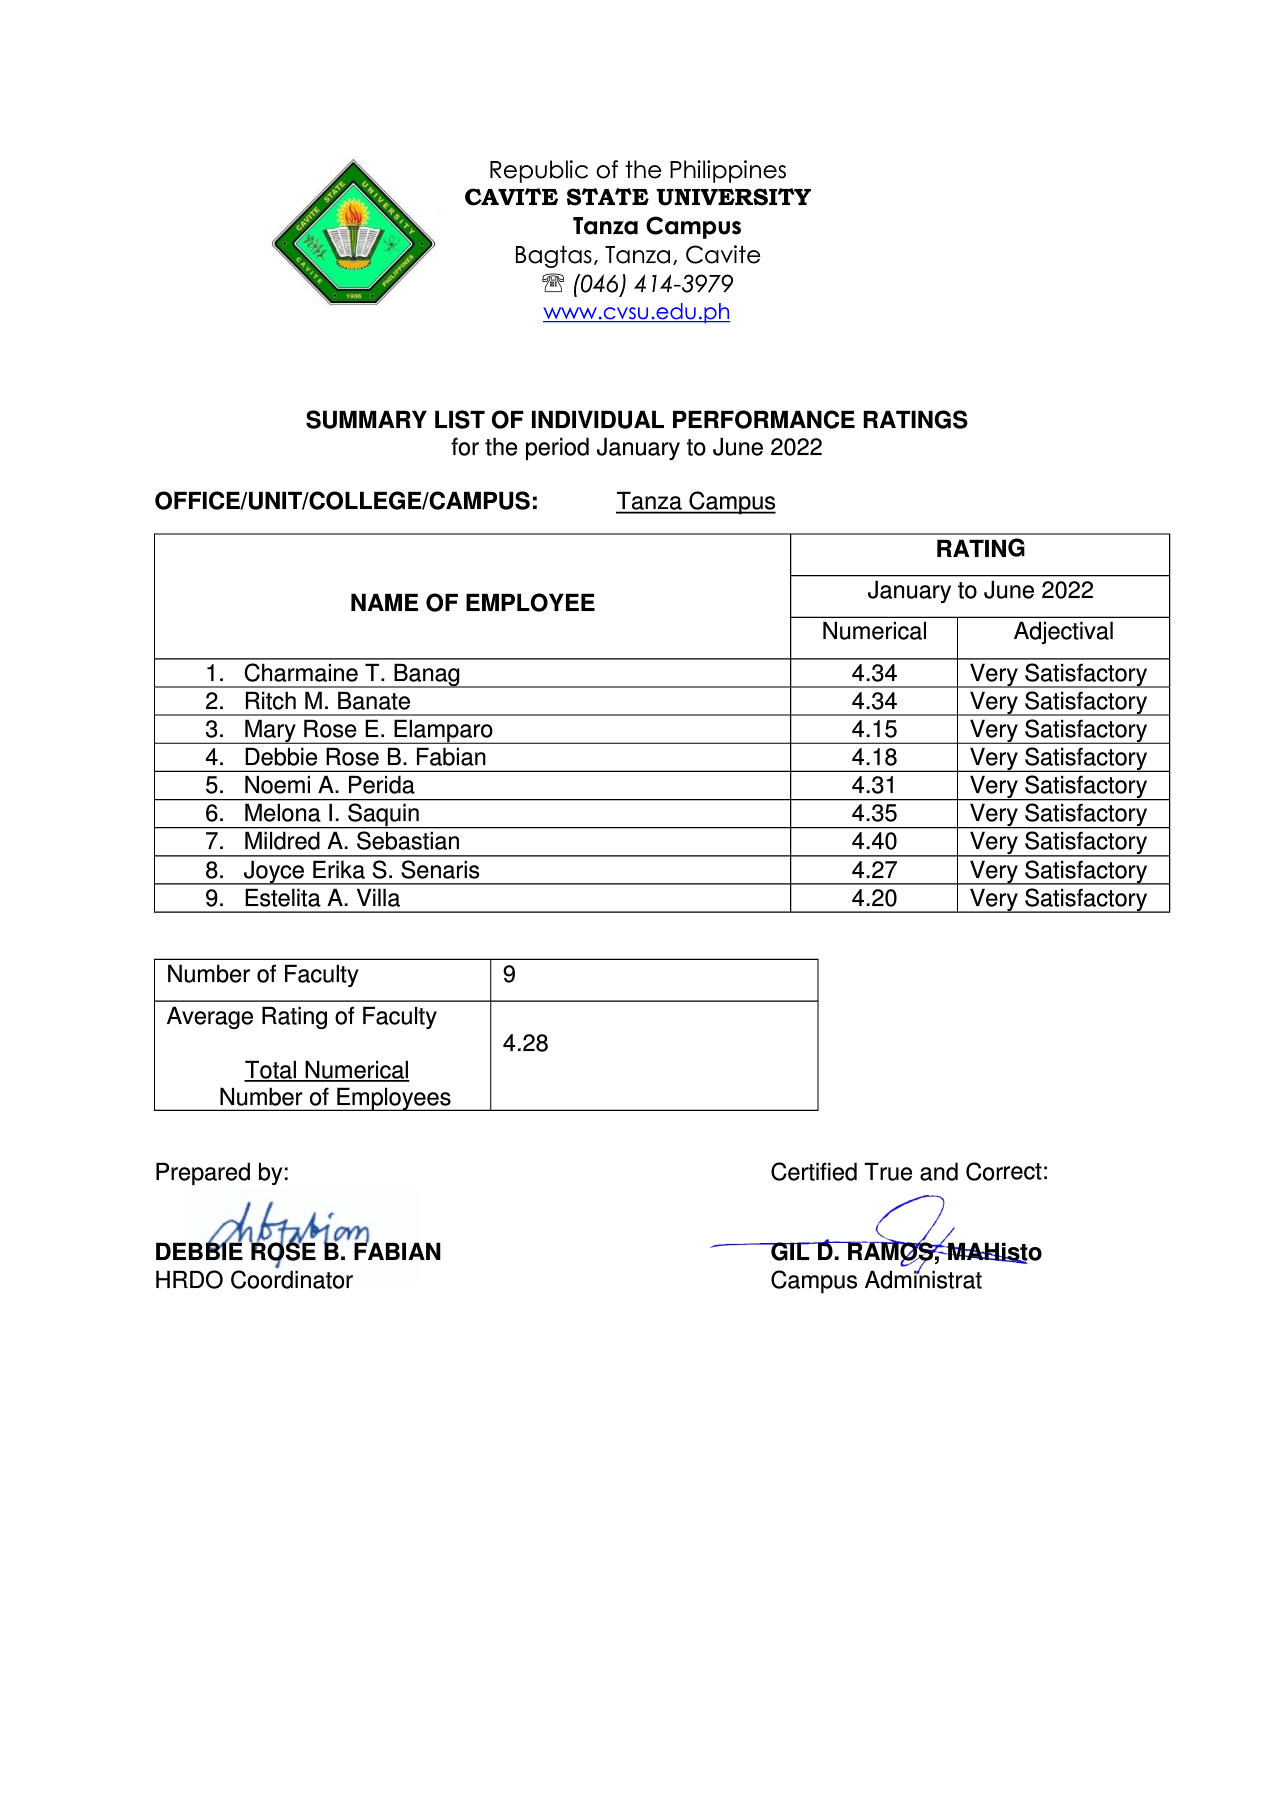 Republic of the Philippines
CAVITE STATE UNIVERSITY
Tanza Campus
Bagtas, Tanza, Cavite
☏ (046) 414-3979
www.cvsu.edu.ph
CAVITE STATE UNIVERSITY
CAVITE PHILIPPINES
1906
SUMMARY LIST OF INDIVIDUAL PERFORMANCE RATINGS
for the period January to June 2022
OFFICE/UNIT/COLLEGE/CAMPUS: Tanza Campus
NAME OF EMPLOYEE
RATING
January to June 2022
Numerical Adjectival
1. Charmaine T. Banag 4.34 Very Satisfactory
2. Ritch M. Banate 4.34 Very Satisfactory
3. Mary Rose E. Elamparo 4.15 Very Satisfactory
4. Debbie Rose B. Fabian 4.18 Very Satisfactory
5. Noemi A. Perida 4.31 Very Satisfactory
6. Melona I. Saquin 4.35 Very Satisfactory
7. Mildred A. Sebastian 4.40 Very Satisfactory
8. Joyce Erika S. Senaris 4.27 Very Satisfactory
9. Estelita A. Villa 4.20 Very Satisfactory
Number of Faculty 9
Average Rating of Faculty
4.28
Total Numerical
Number of Employees
Prepared by: Certified True and Correct:
DEBBIE ROSE B. FABIAN GIL D. RAMOS, MAHisto
HRDO Coordinator Campus Administrat